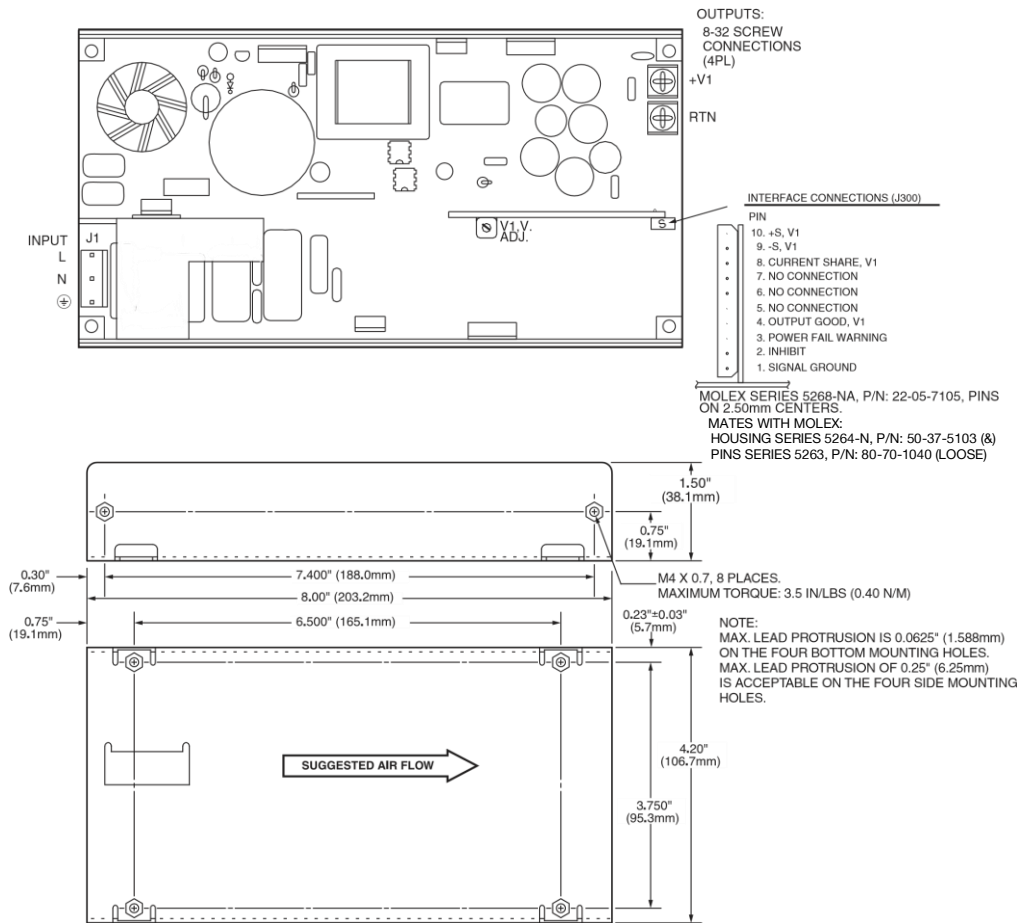 OUTPUTS:
8-32 SCREW
CONNECTIONS
(4PL)
+V1
RTN
INTERFACE CONNECTIONS (J300)
PIN
10. +S, V1
9. -S, V1
8. CURRENT SHARE, V1
7. NO CONNECTION
6. NO CONNECTION
5. NO CONNECTION
4. OUTPUT GOOD, V1
3. POWER FAIL WARNING
2. INHIBIT
1. SIGNAL GROUND
S
V1,V.
ADJ.
INPUT
J1
L
N
MOLEX SERIES 5268-NA, P/N: 22-05-7105, PINS
ON 2.50mm CENTERS.
MATES WITH MOLEX:
HOUSING SERIES 5264-N, P/N: 50-37-5103 (&)
PINS SERIES 5263, P/N: 80-70-1040 (LOOSE)
1.50"
(38.1mm)
0.75"
(19.1mm)
0.30"
(7.6mm)
7.400" (188.0mm)
8.00" (203.2mm)
M4 X 0.7, 8 PLACES.
MAXIMUM TORQUE: 3.5 IN/LBS (0.40 N/M)
0.75"
(19.1mm)
6.500" (165.1mm)
0.23"±0.03"
(5.7mm)
NOTE:
MAX. LEAD PROTRUSION IS 0.0625" (1.588mm)
ON THE FOUR BOTTOM MOUNTING HOLES.
MAX. LEAD PROTRUSION OF 0.25" (6.25mm)
IS ACCEPTABLE ON THE FOUR SIDE MOUNTING
HOLES.
SUGGESTED AIR FLOW
4.20"
(106.7mm)
3.750"
(95.3mm)